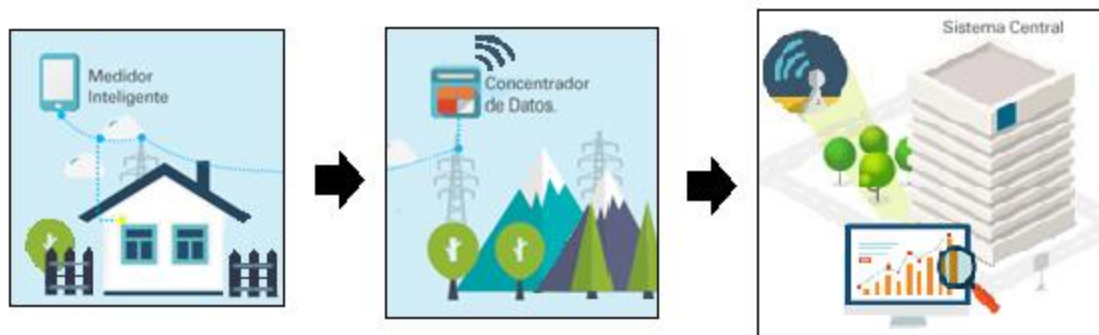 Medidor
Inteligente
Concentrador
de Datos.
Sistema Central